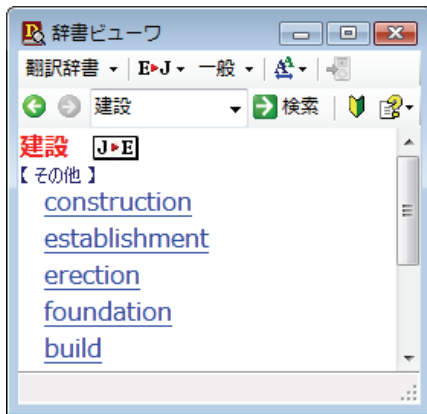 辞書ビューワ
翻訳辞書 E▶J 一般 A
建設 検索
建設 J▶E
【その他】
construction
establishment
erection
foundation
build